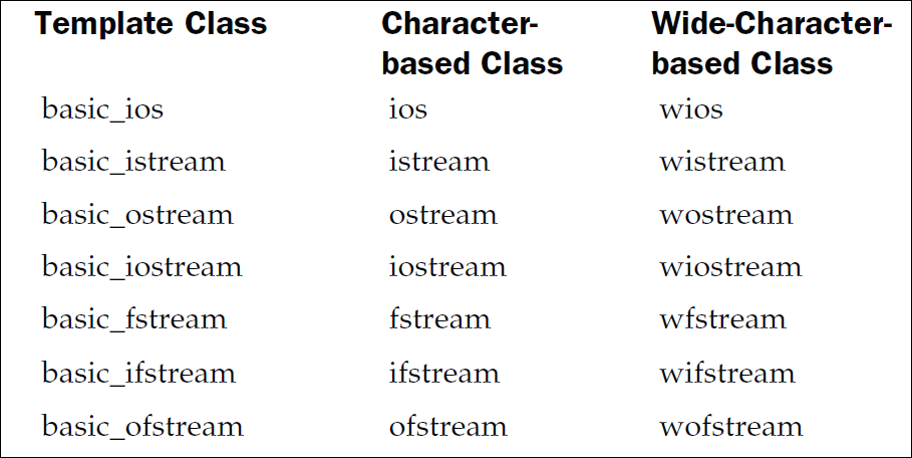 Template Class Character- Wide-Character-
based Class based Class
basic_ios ios wios
basic_istream istream wistream
basic_ostream ostream wostream
basic_iostream iostream wiostream
basic_fstream fstream wfstream
basic_ifstream ifstream wifstream
basic_ofstream ofstream wofstream